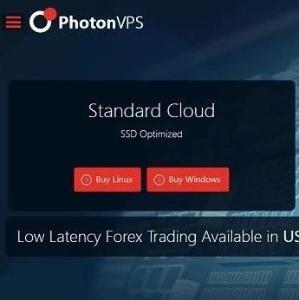 PhotonVPS
Standard Cloud
SSD Optimized
Buy Linux
Buy Windows
Low Latency Forex Trading Available in US